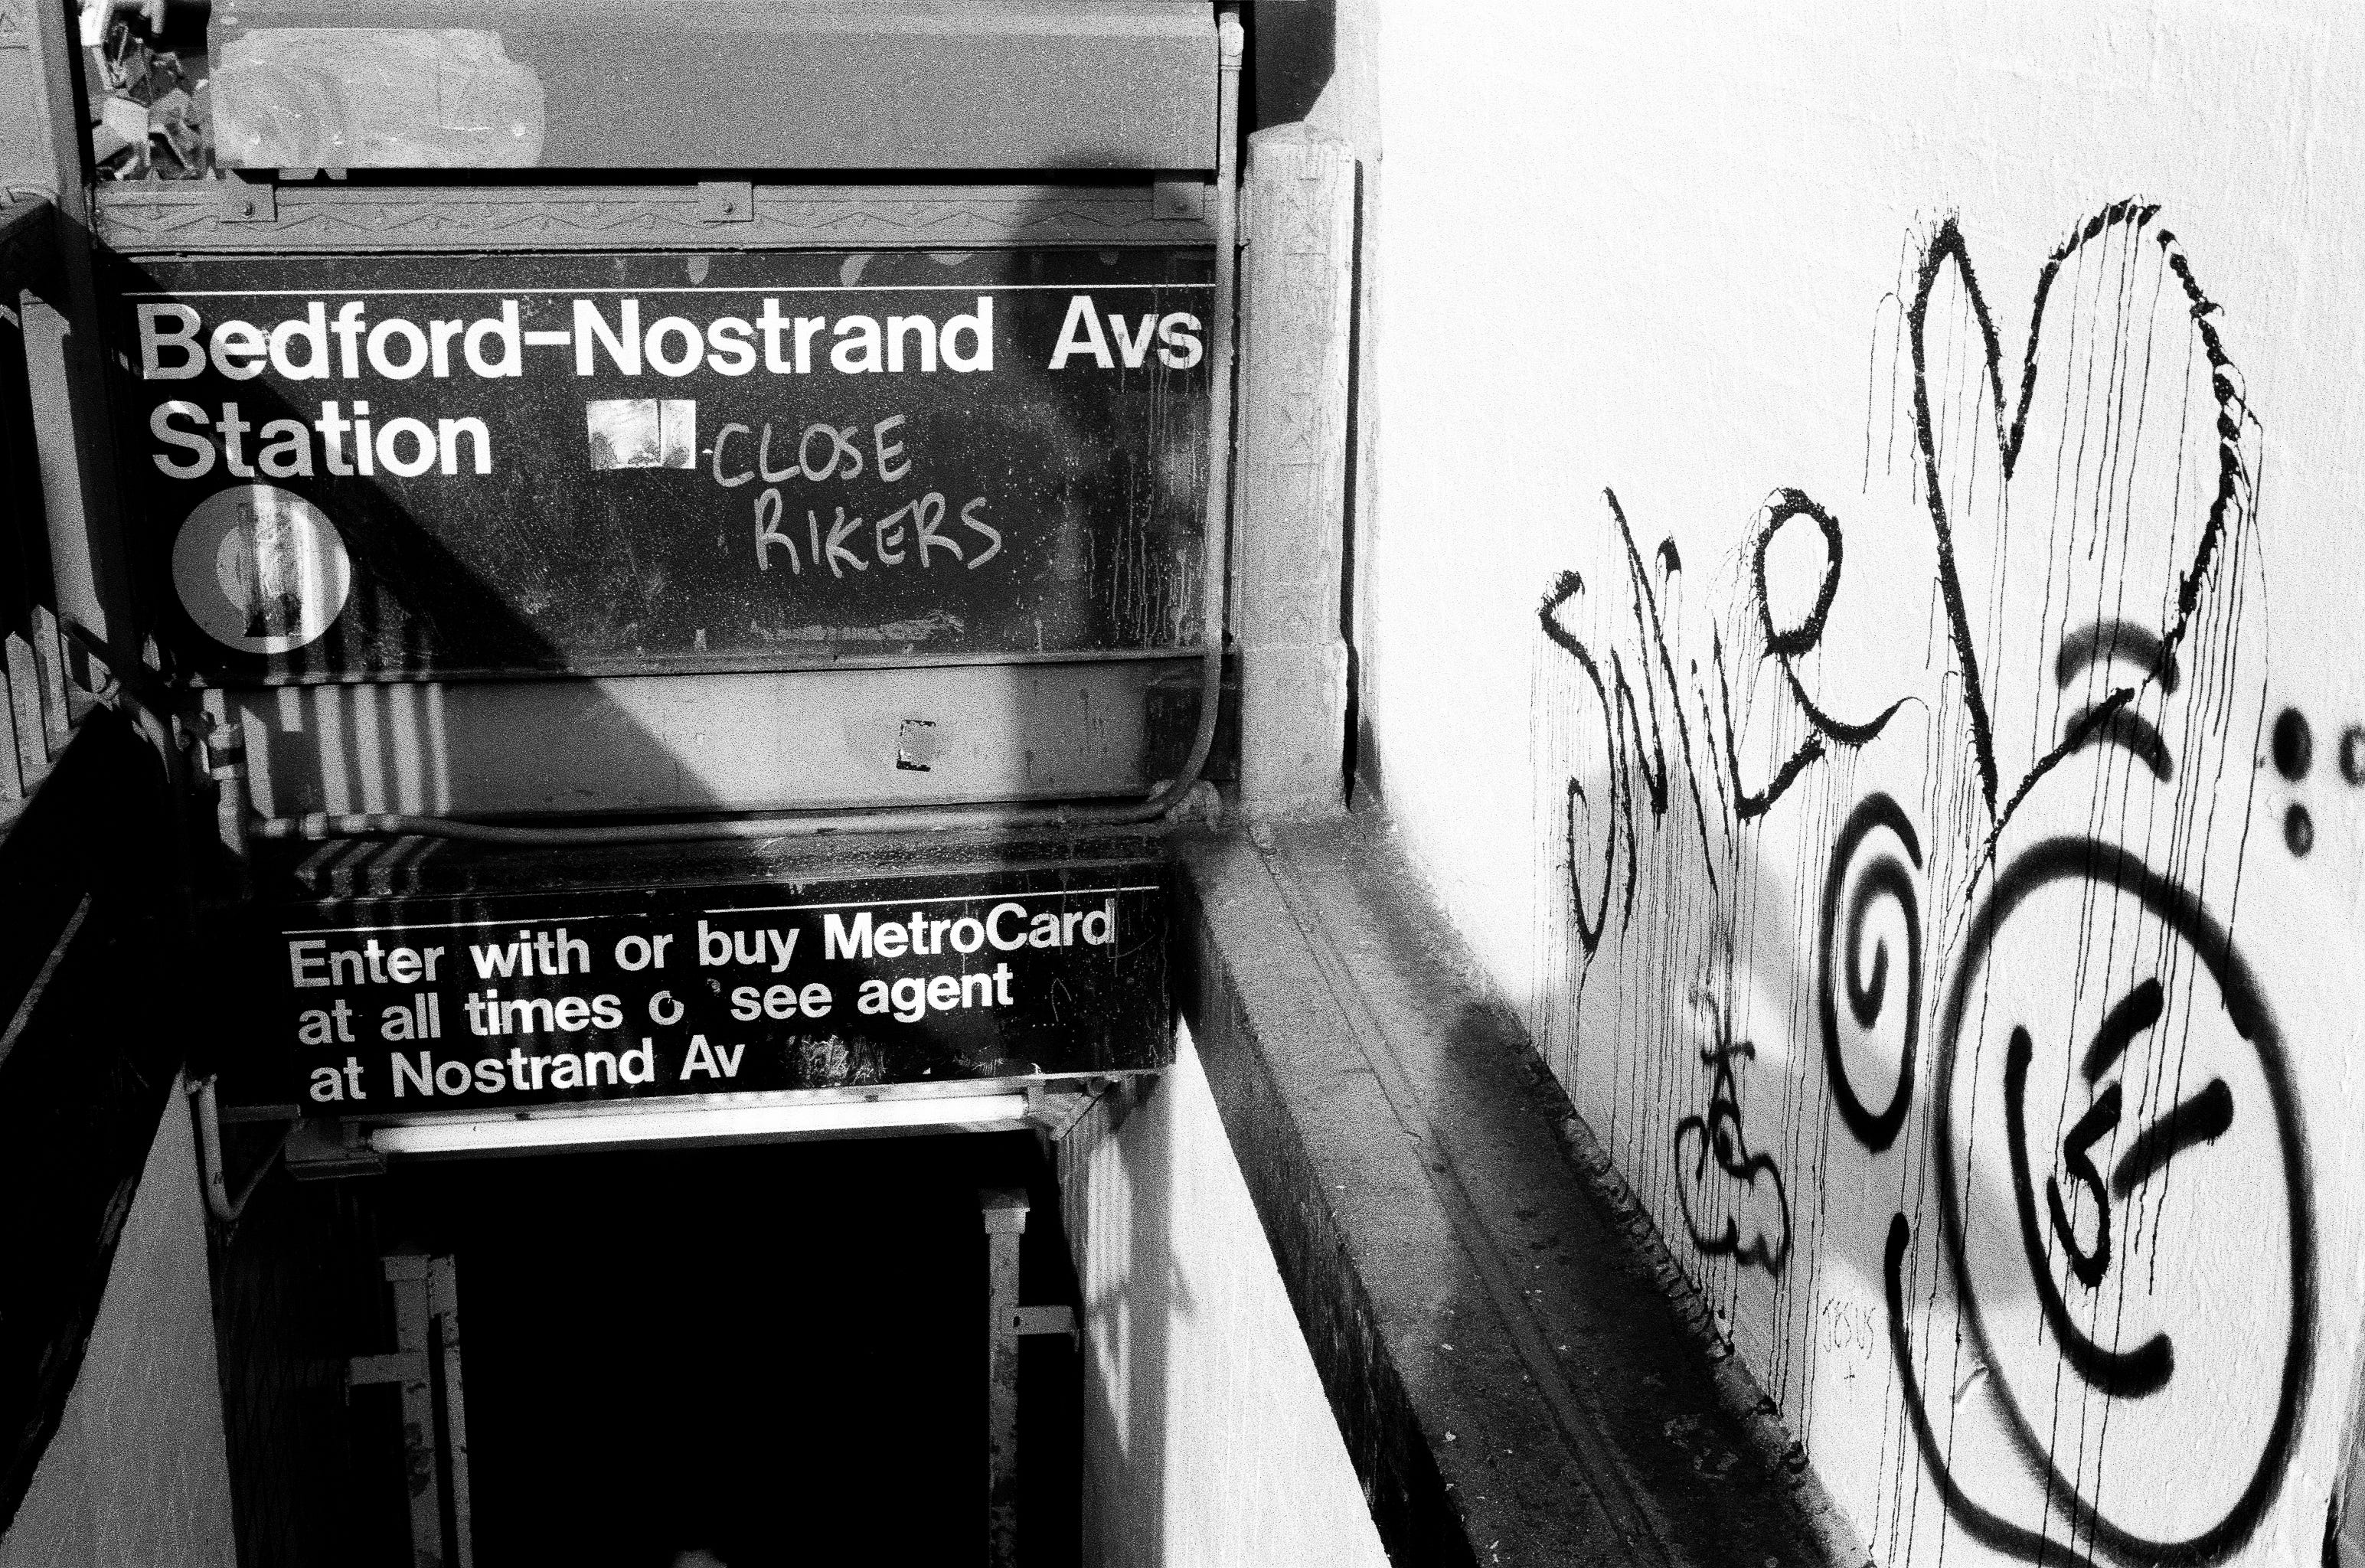 Bedford-Nostrand Avs
Station
CLOSE
RIKERS
G
Enter with or buy MetroCard
at all times o see agent
at Nostrand Av
JESUS